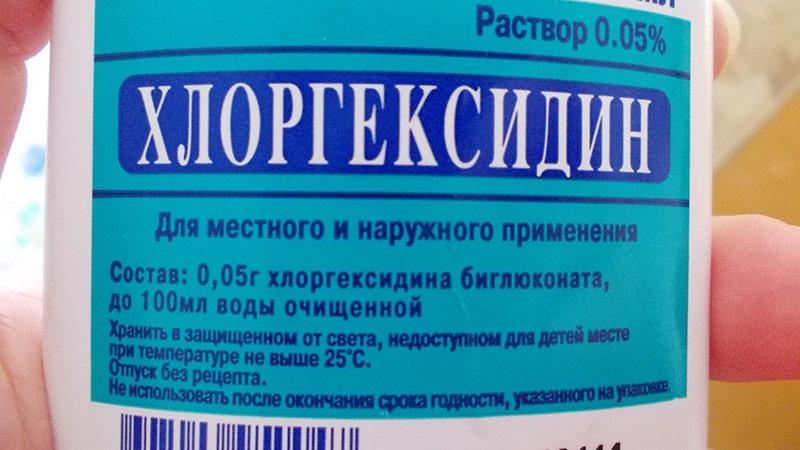 Раствор 0.05%
ХЛОРГЕКСИДИН
Для местного и наружного применения
Состав: 0,05г хлоргексидина биглюконата,
до 100мл воды очищенной
Хранить в защищенном от света, недоступном для детей месте
при температуре не выше 25°С.
Отпуск без рецепта.
Не использовать после окончания срока годности, указанного на упаковке.